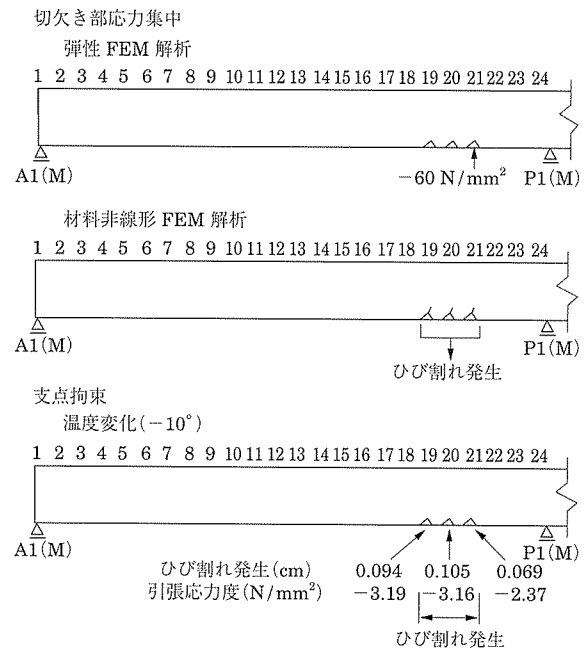 切欠き部応力集中
弾性 FEM 解析
1 2 3 4 5 6 7 8 9 10 11 12 13 14 15 16 17 18 19 20 21 22 23 24
A1(M) −60 N/mm² P1(M)
材料非線形 FEM 解析
1 2 3 4 5 6 7 8 9 10 11 12 13 14 15 16 17 18 19 20 21 22 23 24
A1(M) P1(M)
ひび割れ発生
支点拘束
温度変化(−10°)
1 2 3 4 5 6 7 8 9 10 11 12 13 14 15 16 17 18 19 20 21 22 23 24
A1(M) P1(M)
ひび割れ発生(cm) 0.094 0.105 0.069
引張応力度(N/mm²) −3.19 −3.16 −2.37
ひび割れ発生